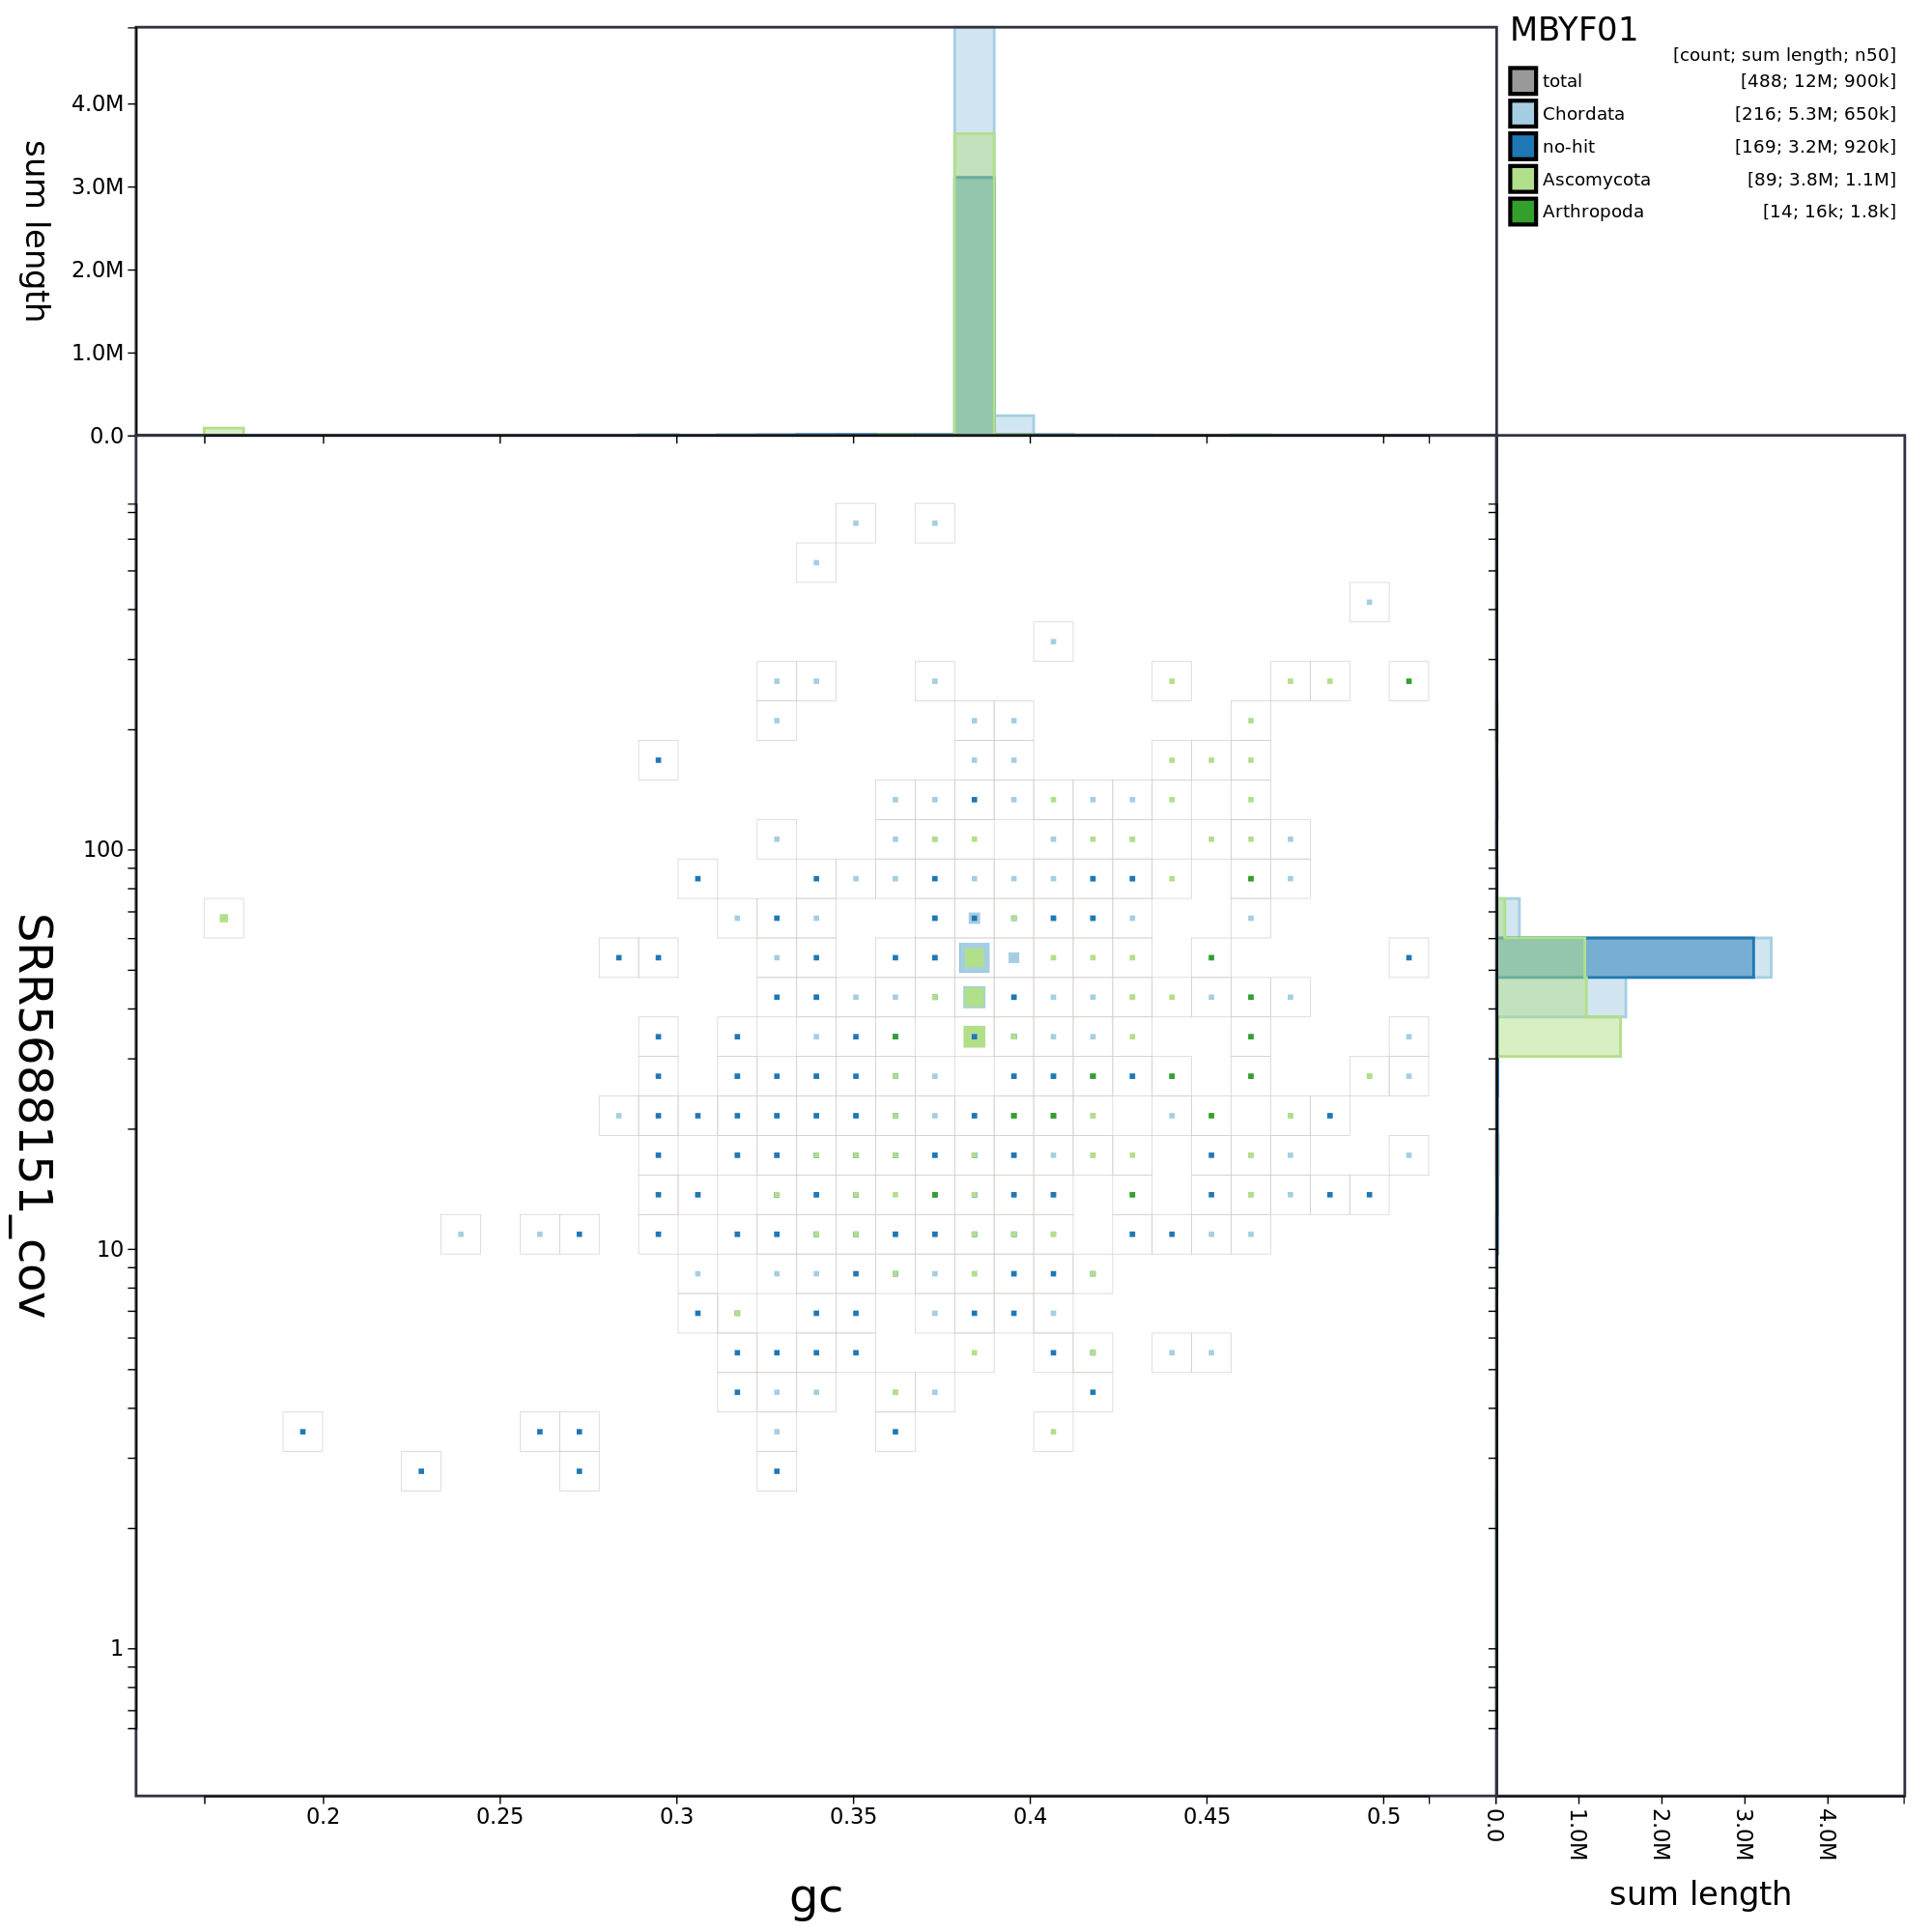 MBYF01
[count; sum length; n50]
total [488; 12M; 900k]
Chordata [216; 5.3M; 650k]
no-hit [169; 3.2M; 920k]
Ascomycota [89; 3.8M; 1.1M]
Arthropoda [14; 16k; 1.8k]
sum length
4.0M
3.0M
2.0M
1.0M
0.0
SRR5688151_cov
100
10
1
0.2 0.25 0.3 0.35 0.4 0.45 0.5
gc
0.0 1.0M 2.0M 3.0M 4.0M
sum length